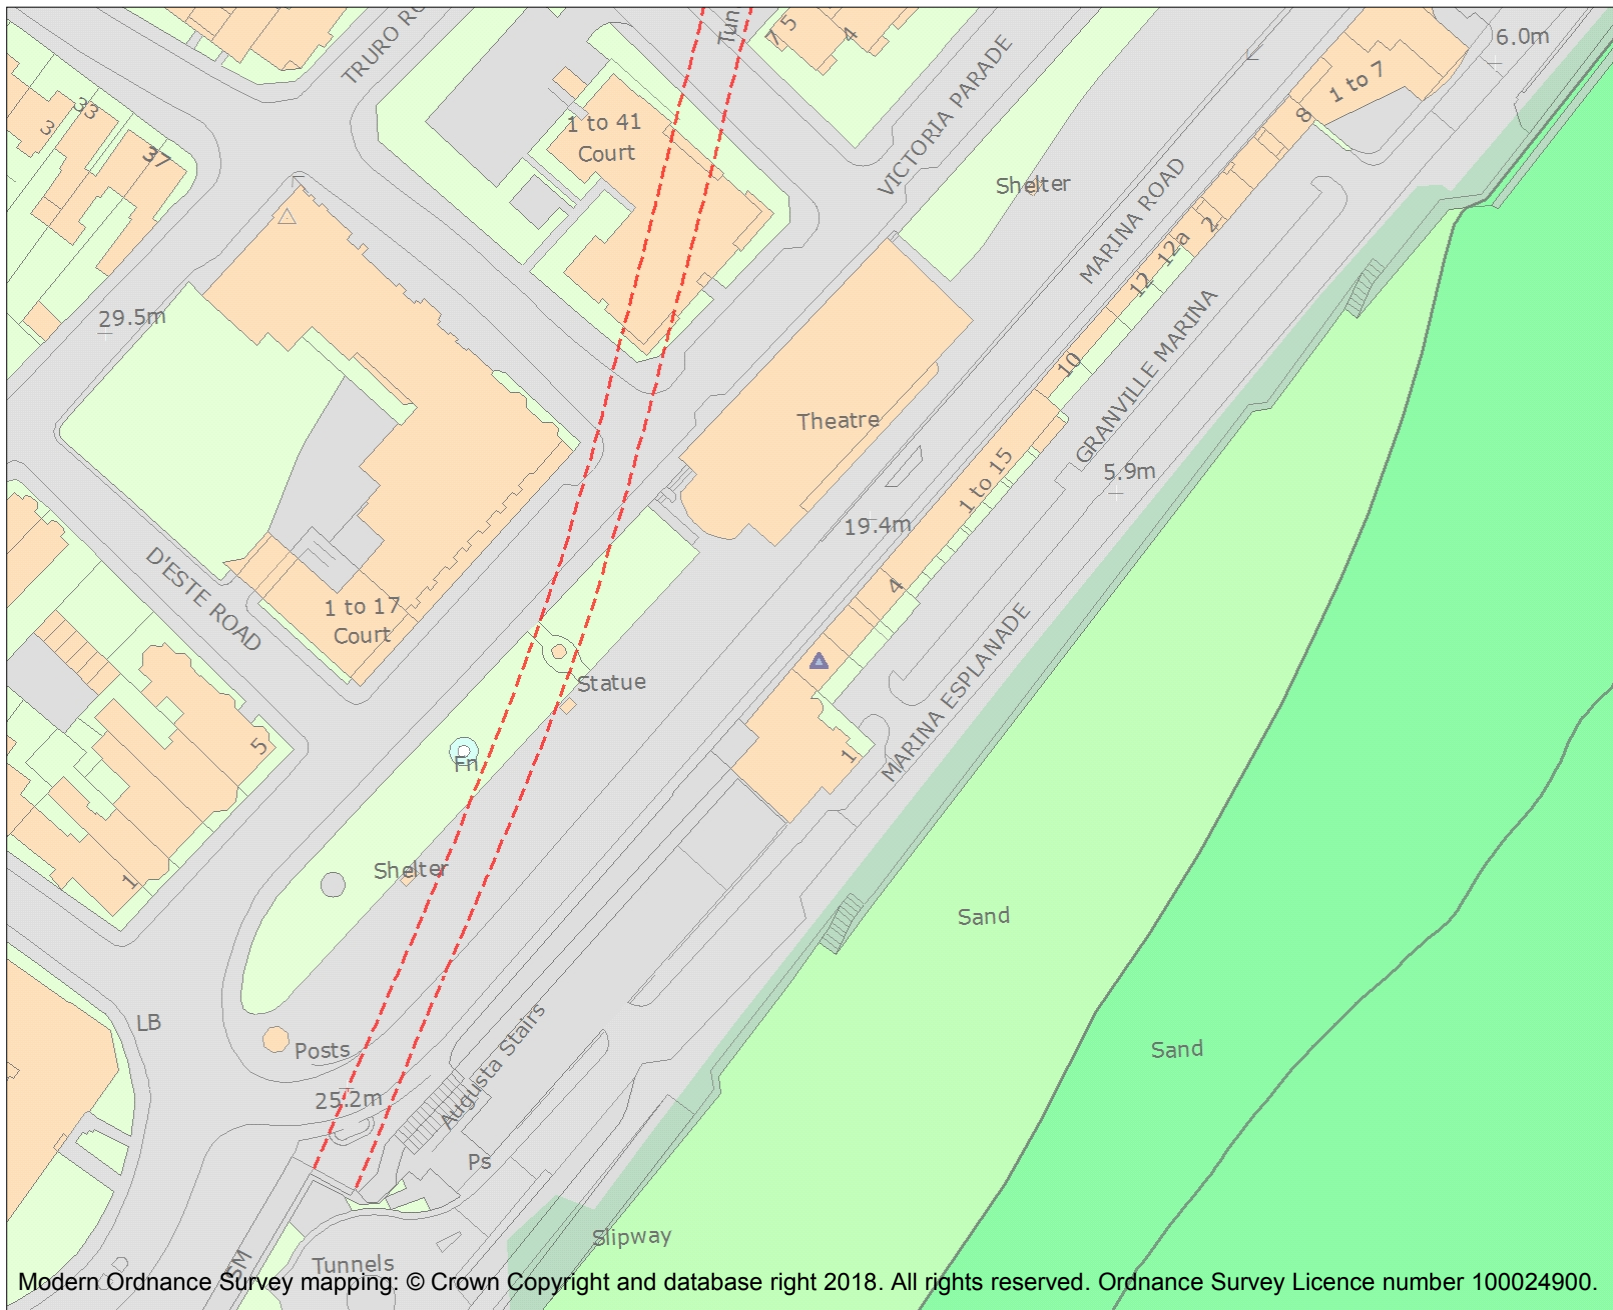 TRURO RO
Tun
7 5
4
6.0m
33
3
37
1 to 41
Court
VICTORIA PARADE
1 to 7
8
Shelter
MARINA ROAD
2
12a
12
29.5m
GRANVILLE MARINA
10
Theatre
1 to 15
5.9m
19.4m
D'ESTE ROAD
4
1 to 17
Court
MARINA ESPLANADE
Statue
5
Fn
1
Shelter
1
Sand
LB
Posts
Augusta Stairs
Sand
25.2m
Ps
Slipway
SM
Tunnels
Modern Ordnance Survey mapping: © Crown Copyright and database right 2018. All rights reserved. Ordnance Survey Licence number 100024900.